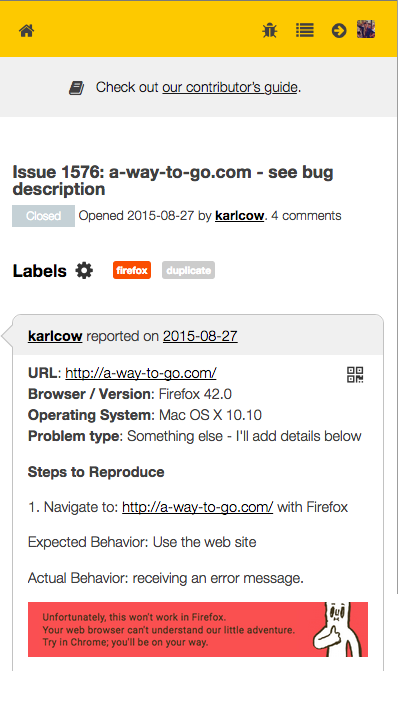 Check out our contributor's guide.
Issue 1576: a-way-to-go.com - see bug
description
Closed Opened 2015-08-27 by karlcow. 4 comments
Labels firefox duplicate
karlcow reported on 2015-08-27
URL: http://a-way-to-go.com/
Browser / Version: Firefox 42.0
Operating System: Mac OS X 10.10
Problem type: Something else - I'll add details below
Steps to Reproduce
1. Navigate to: http://a-way-to-go.com/ with Firefox
Expected Behavior: Use the web site
Actual Behavior: receiving an error message.
Unfortunately, this won't work in Firefox.
Your web browser can't understand our little adventure.
Try in Chrome; you'll be on your way.